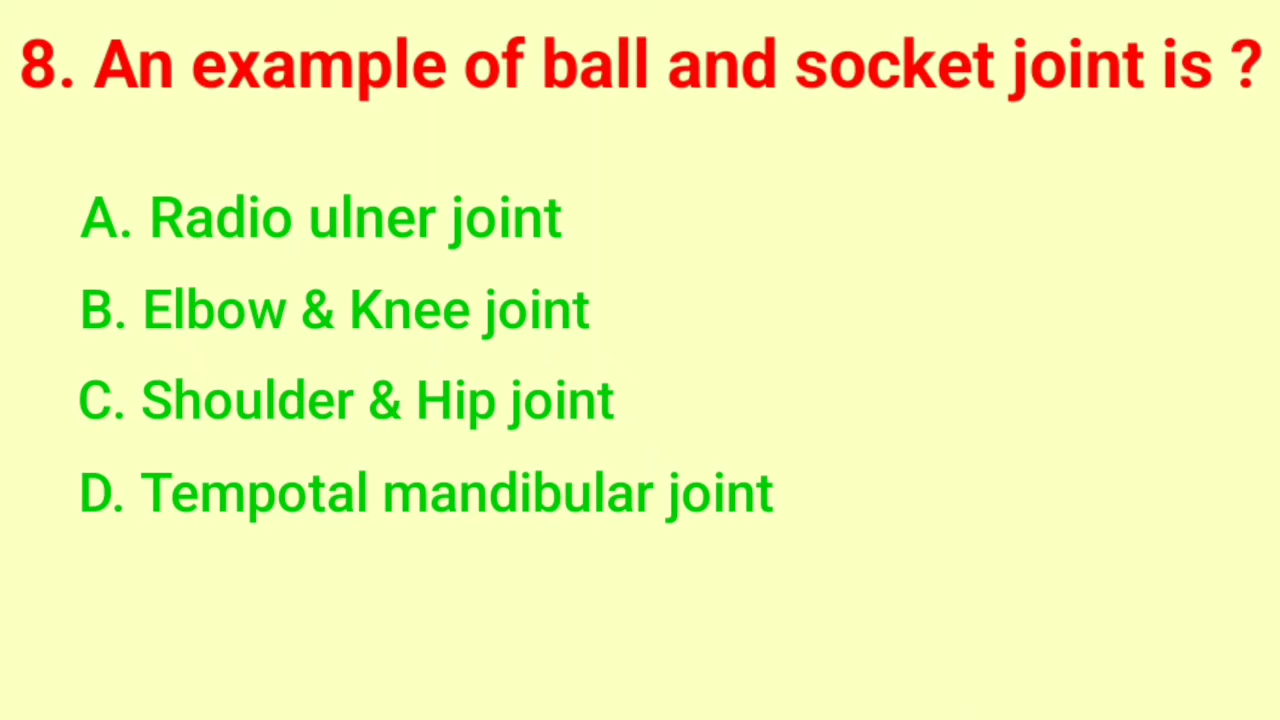 8. An example of ball and socket joint is ?
A. Radio ulner joint
B. Elbow & Knee joint
C. Shoulder & Hip joint
D. Tempotal mandibular joint